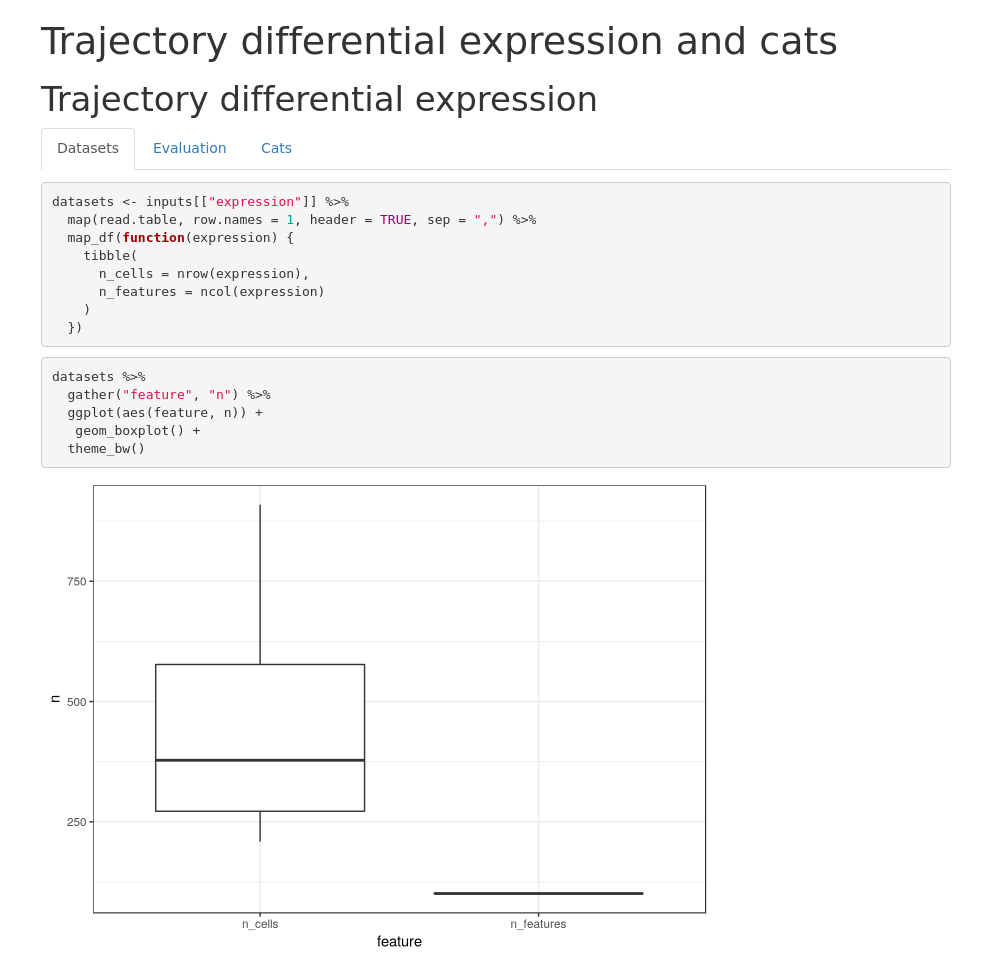 Trajectory differential expression and cats
Trajectory differential expression
Datasets Evaluation Cats
datasets <- inputs[["expression"]] %>%
  map(read.table, row.names = 1, header = TRUE, sep = ",") %>%
  map_df(function(expression) {
    tibble(
      n_cells = nrow(expression),
      n_features = ncol(expression)
    )
  })
datasets %>%
  gather("feature", "n") %>%
  ggplot(aes(feature, n)) +
   geom_boxplot() +
  theme_bw()
750
n
500
250
n_cells n_features
feature